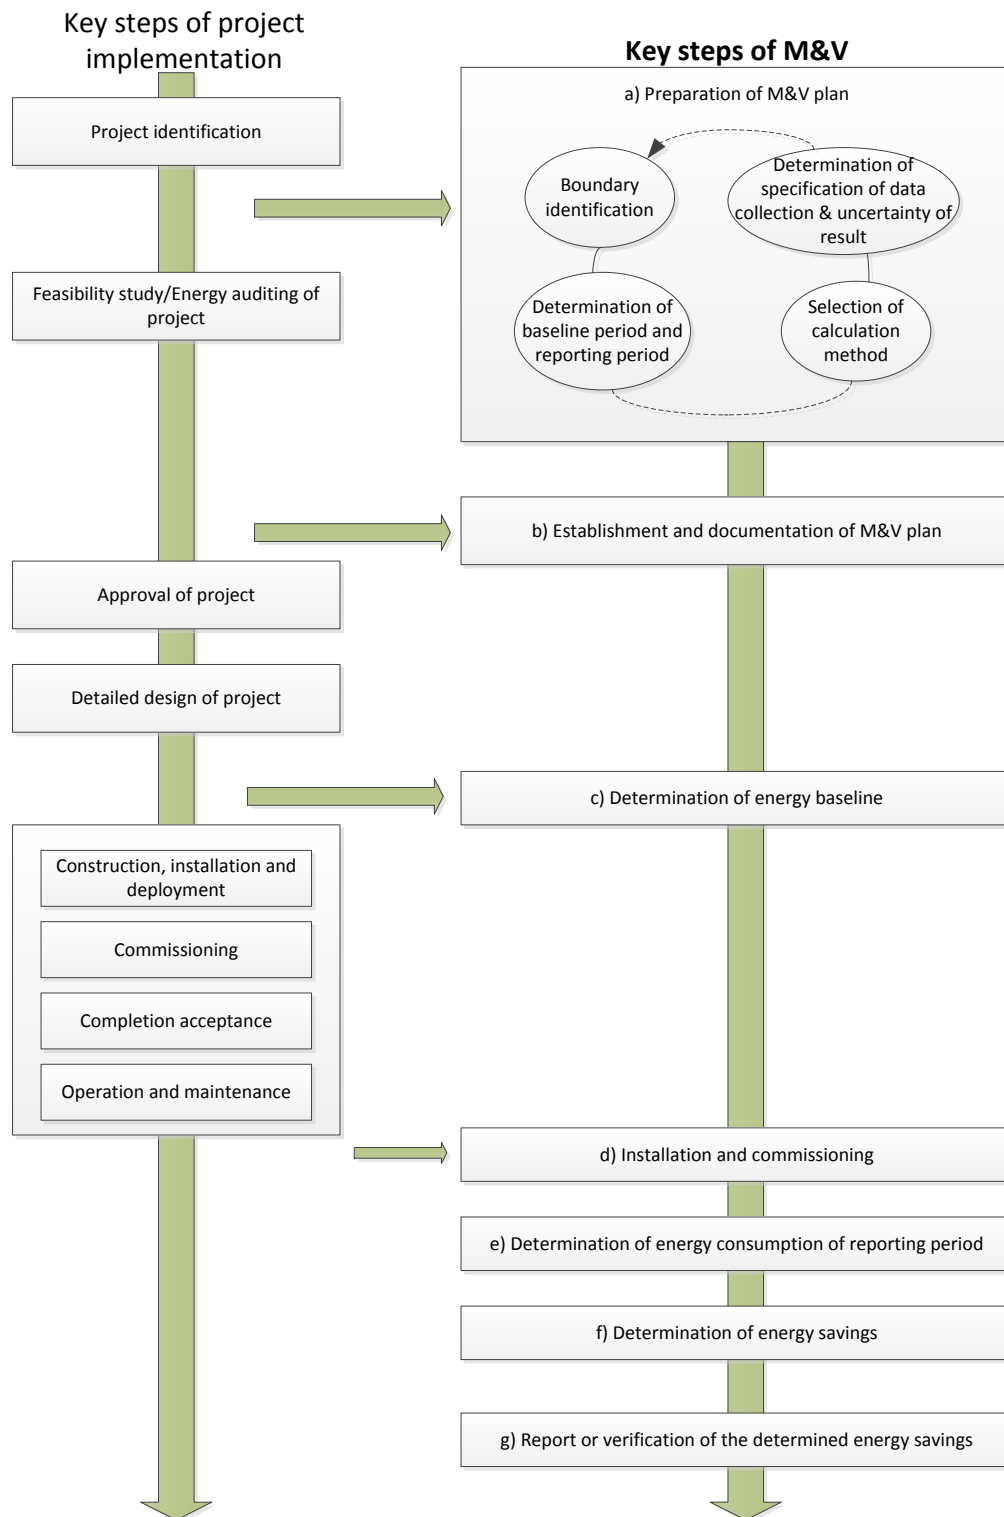 Key steps of project
implementation
Project identification
Feasibility study/Energy auditing of
project
Approval of project
Detailed design of project
Construction, installation and
deployment
Commissioning
Completion acceptance
Operation and maintenance
Key steps of M&V
a) Preparation of M&V plan
Boundary
identification
Determination of
specification of data
collection & uncertainty of
result
Determination of
baseline period and
reporting period
Selection of
calculation
method
b) Establishment and documentation of M&V plan
c) Determination of energy baseline
d) Installation and commissioning
e) Determination of energy consumption of reporting period
f) Determination of energy savings
g) Report or verification of the determined energy savings